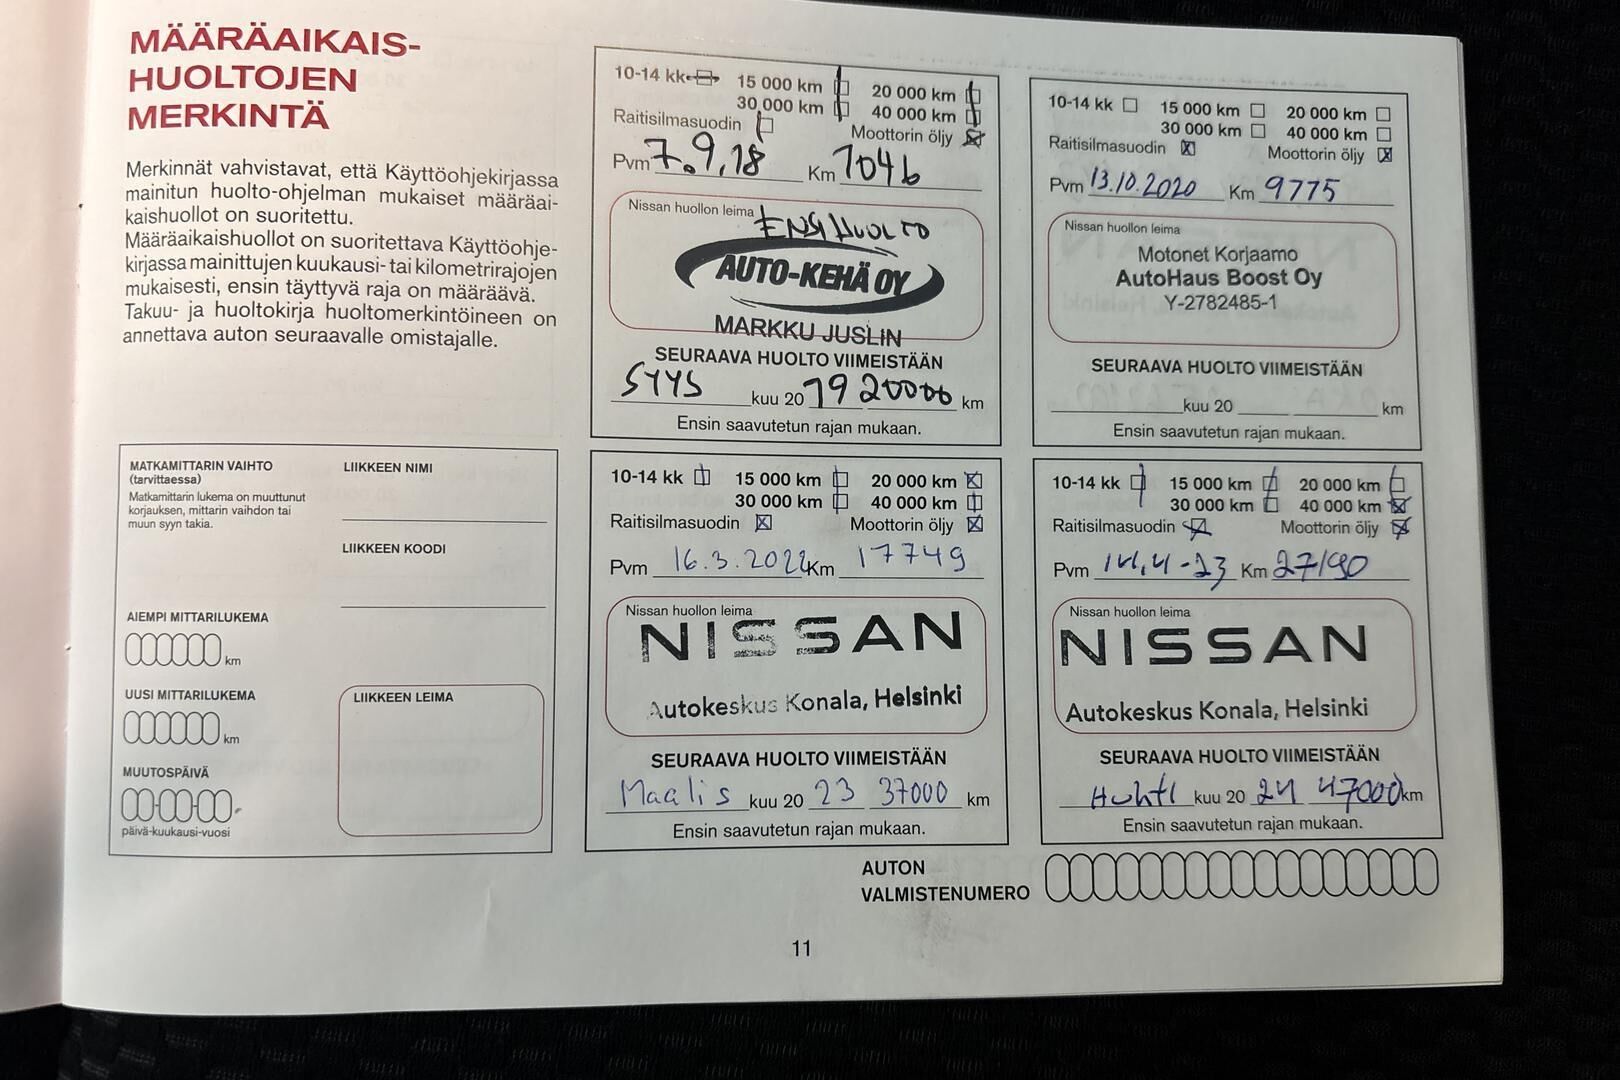 MÄÄRÄAIKAIS-
HUOLTOJEN
MERKINTÄ
Merkinnät vahvistavat, että Käyttöohjekirjassa
mainitun huolto-ohjelman mukaiset määräai-
kaishuollot on suoritettu.
Määräaikaishuollot on suoritettava Käyttöohje-
kirjassa mainittujen kuukausi- tai kilometrirajojen
mukaisesti, ensin täyttyvä raja on määräävä.
Takuu- ja huoltokirja huoltomerkintöineen on
annettava auton seuraavalle omistajalle.
MATKAMITTARIN VAIHTO
(tarvittaessa)
Matkamittarin lukema on muuttunut
korjauksen, mittarin vaihdon tai
muun syyn takia.
LIIKKEEN NIMI
LIIKKEEN KOODI
AIEMPI MITTARILUKEMA
km
UUSI MITTARILUKEMA
km
MUUTOSPÄIVÄ
päivä-kuukausi-vuosi
LIIKKEEN LEIMA
10-14 kk 15 000 km 20 000 km
30 000 km 40 000 km
Raitisilmasuodin Moottorin öljy
Pvm 7.9.18 Km 7046
Nissan huollon leima ENSIHUOLTO
AUTO-KEHÄ OY
MARKKU JUSLIN
SEURAAVA HUOLTO VIIMEISTÄÄN
SYYS kuu 20 19 20000 km
Ensin saavutetun rajan mukaan.
10-14 kk 15 000 km 20 000 km
30 000 km 40 000 km
Raitisilmasuodin Moottorin öljy
Pvm 13.10.2020 Km 9775
Nissan huollon leima
Motonet Korjaamo
AutoHaus Boost Oy
Y-2782485-1
SEURAAVA HUOLTO VIIMEISTÄÄN
kuu 20 km
Ensin saavutetun rajan mukaan.
10-14 kk 15 000 km 20 000 km
30 000 km 40 000 km
Raitisilmasuodin Moottorin öljy
Pvm 16.3.2022 Km 17749
Nissan huollon leima
NISSAN
Autokeskus Konala, Helsinki
SEURAAVA HUOLTO VIIMEISTÄÄN
Maalis kuu 20 23 37000 km
Ensin saavutetun rajan mukaan.
10-14 kk 15 000 km 20 000 km
30 000 km 40 000 km
Raitisilmasuodin Moottorin öljy
Pvm 14.4-23 Km 27190
Nissan huollon leima
NISSAN
Autokeskus Konala, Helsinki
SEURAAVA HUOLTO VIIMEISTÄÄN
Huhti kuu 20 24 47000 km
Ensin saavutetun rajan mukaan.
AUTON
VALMISTENUMERO
11